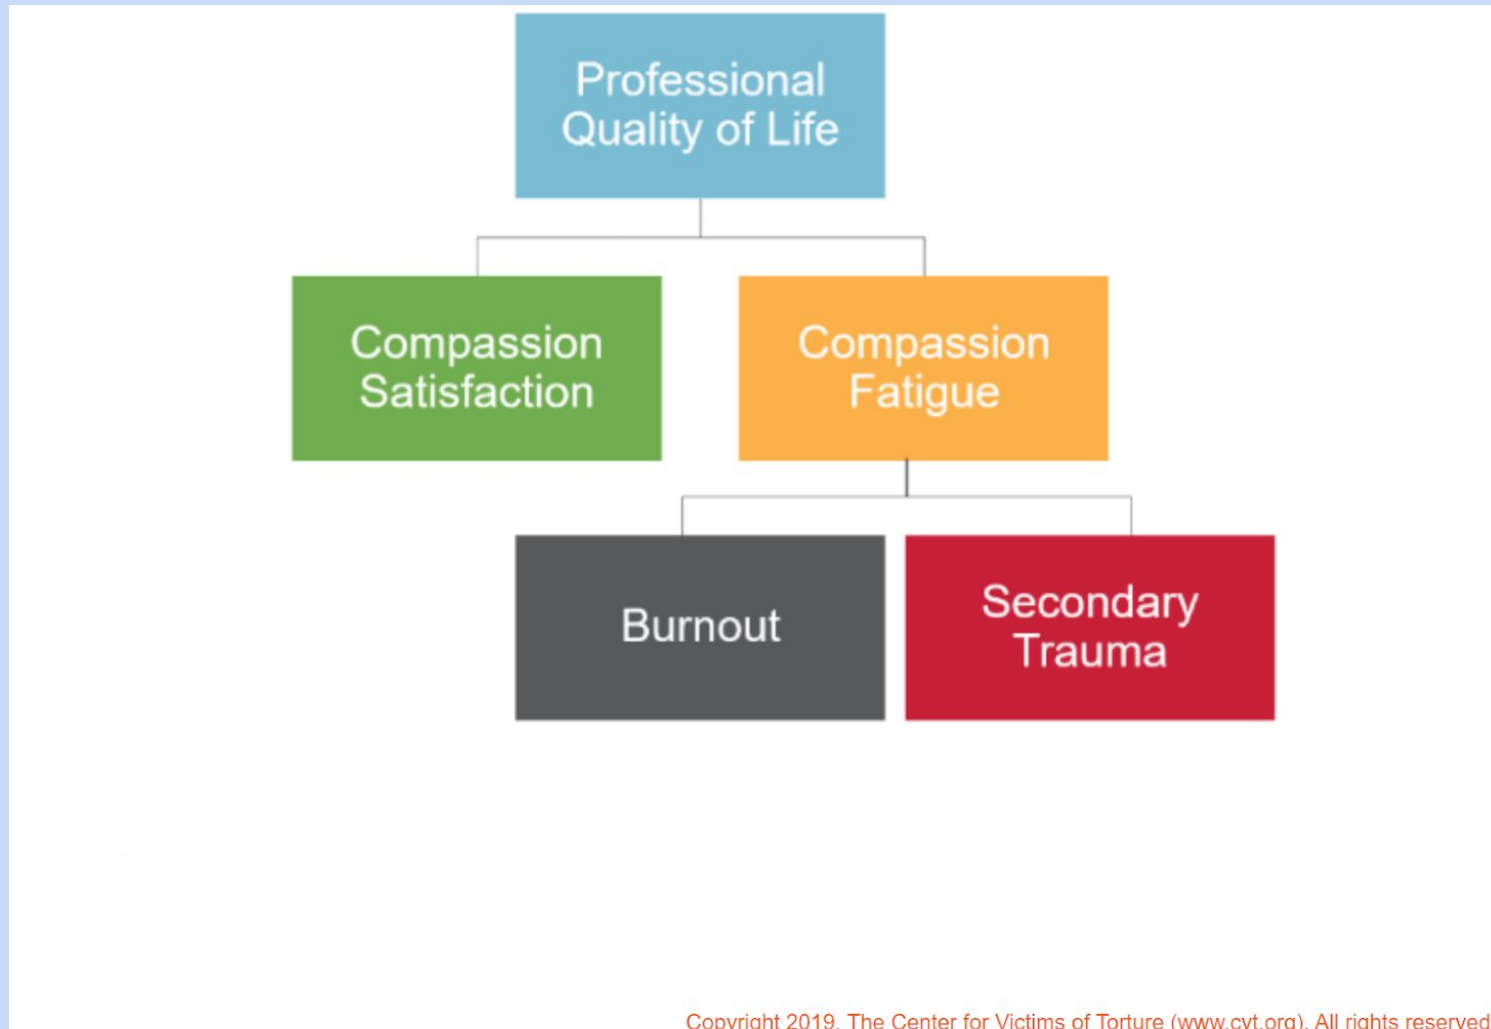 Professional
Quality of Life
Compassion
Satisfaction
Compassion
Fatigue
Burnout
Secondary
Trauma
Copyright 2019. The Center for Victims of Torture (www.cvt.org). All rights reserved